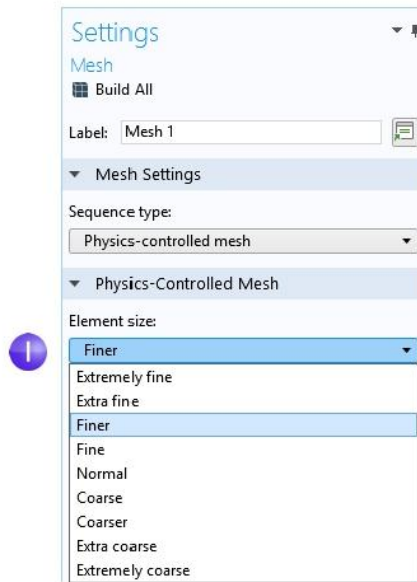 Settings
Mesh
Build All
Label: Mesh 1
Mesh Settings
Sequence type:
Physics-controlled mesh
Physics-Controlled Mesh
Element size:
I
Finer
Extremely fine
Extra fine
Finer
Fine
Normal
Coarse
Coarser
Extra coarse
Extremely coarse